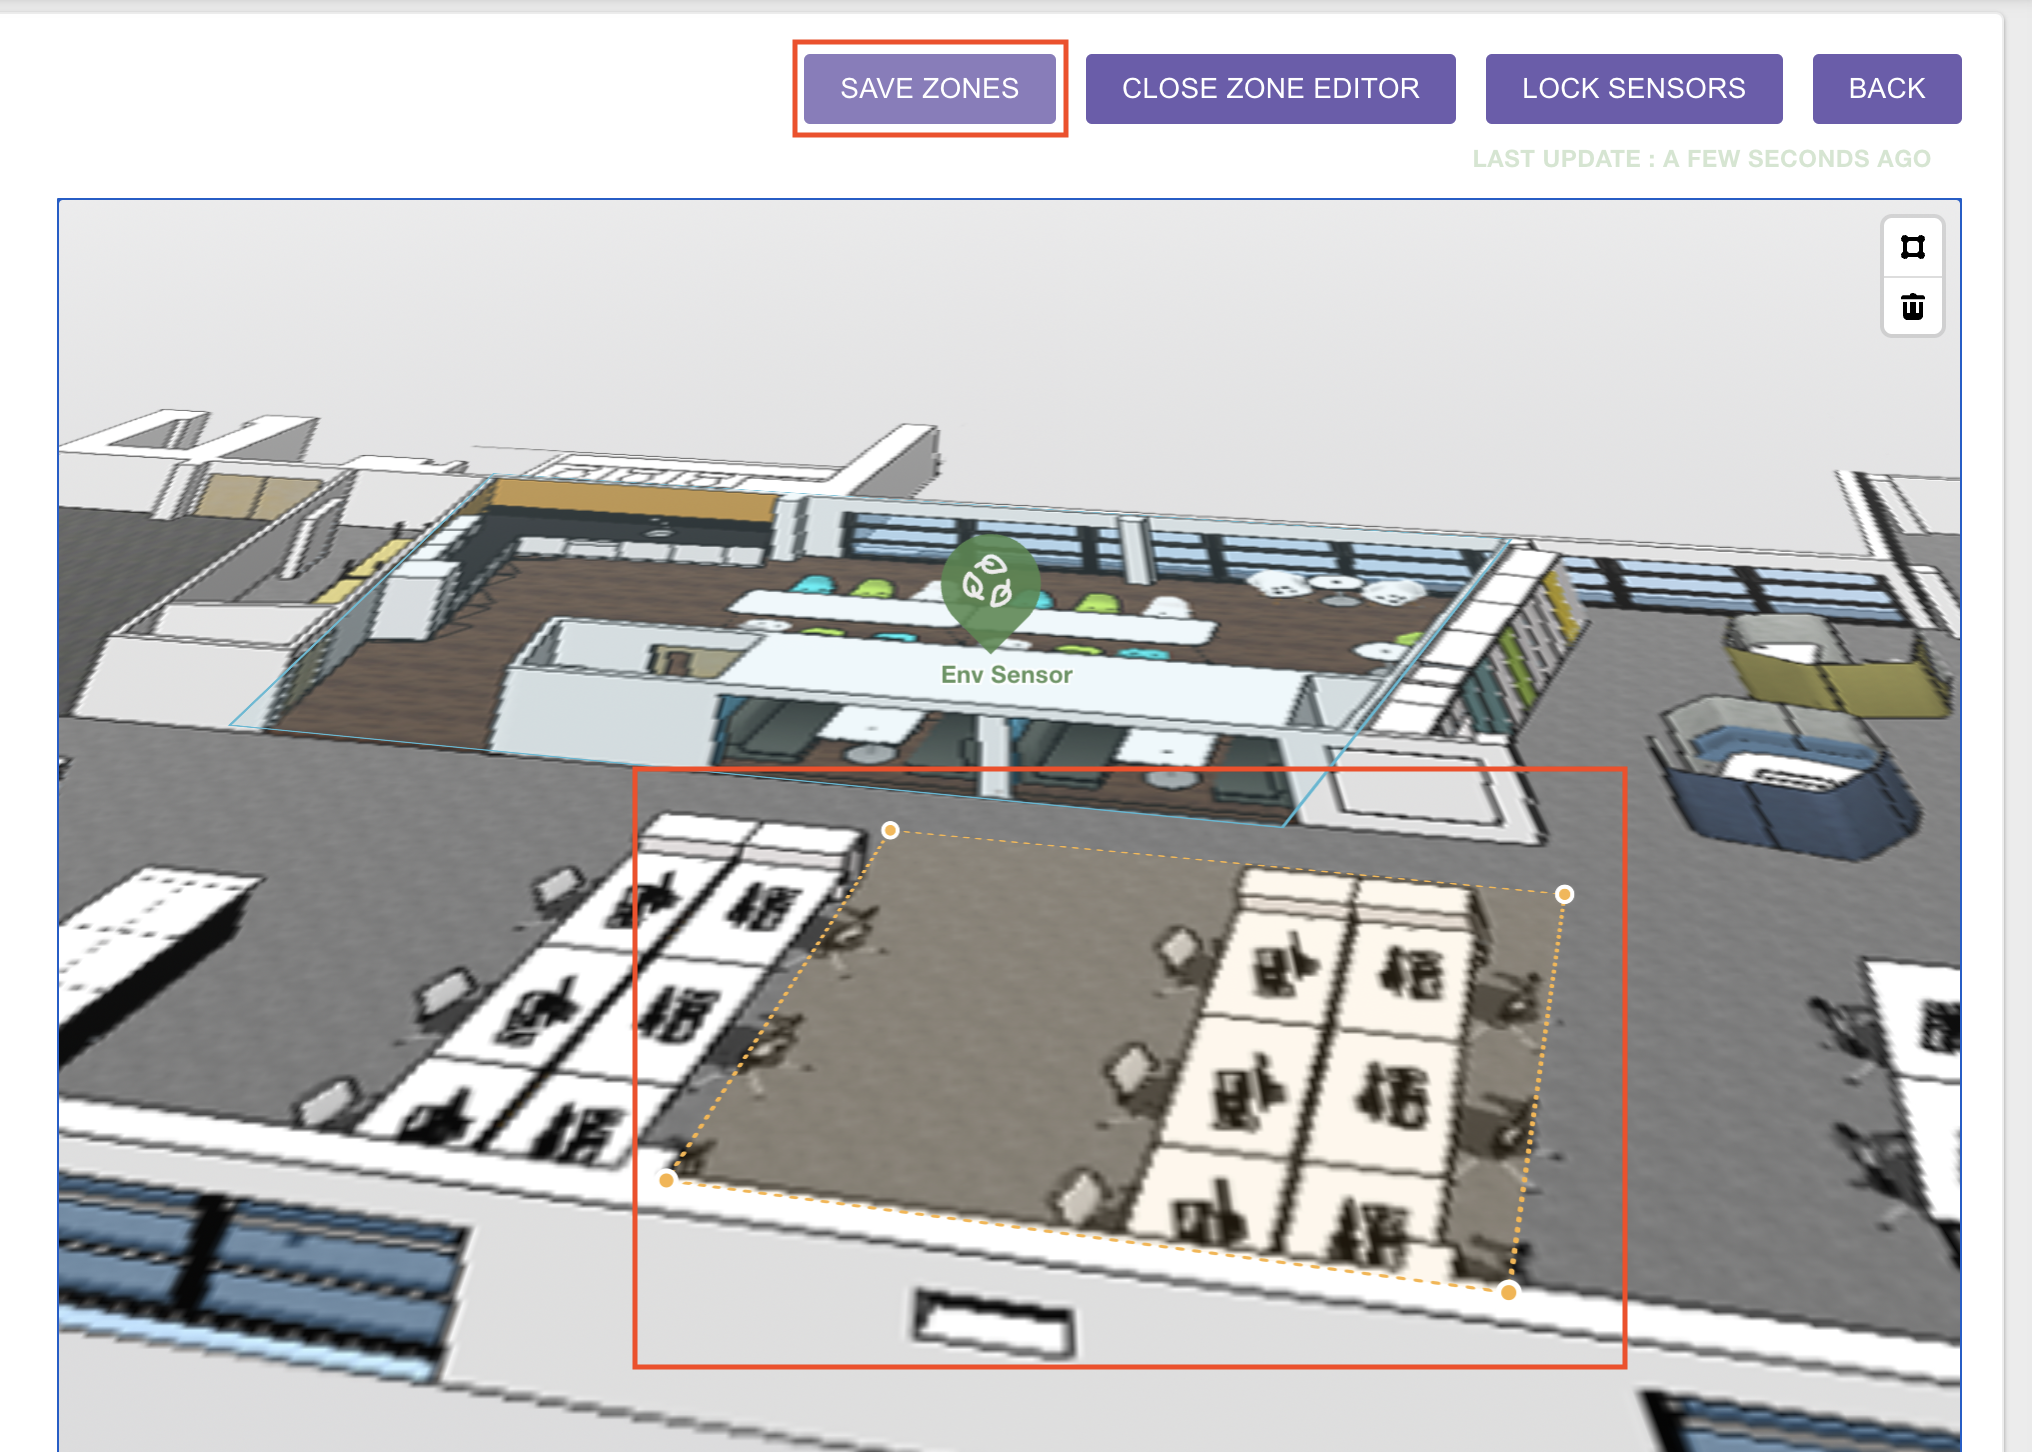 SAVE ZONES
CLOSE ZONE EDITOR
LOCK SENSORS
BACK
LAST UPDATE : A FEW SECONDS AGO
Env Sensor